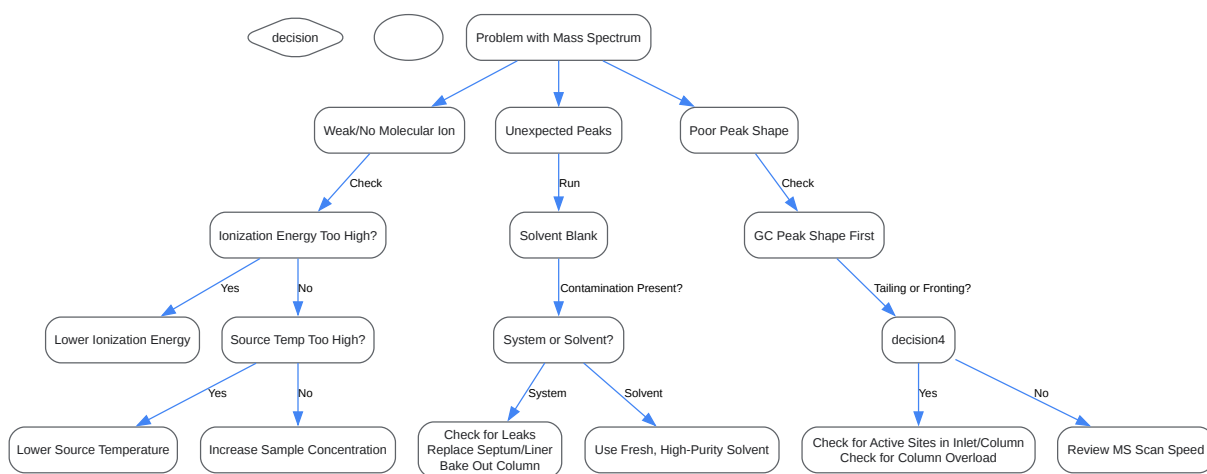 decision
Problem with Mass Spectrum
Weak/No Molecular Ion
Unexpected Peaks
Poor Peak Shape
Check
Run
Check
Ionization Energy Too High?
Solvent Blank
GC Peak Shape First
Yes
No
Contamination Present?
Tailing or Fronting?
Lower Ionization Energy
Source Temp Too High?
System or Solvent?
decision4
Yes
No
System
Solvent
Yes
No
Lower Source Temperature
Increase Sample Concentration
Check for Leaks
Replace Septum/Liner
Bake Out Column
Use Fresh, High-Purity Solvent
Check for Active Sites in Inlet/Column
Check for Column Overload
Review MS Scan Speed